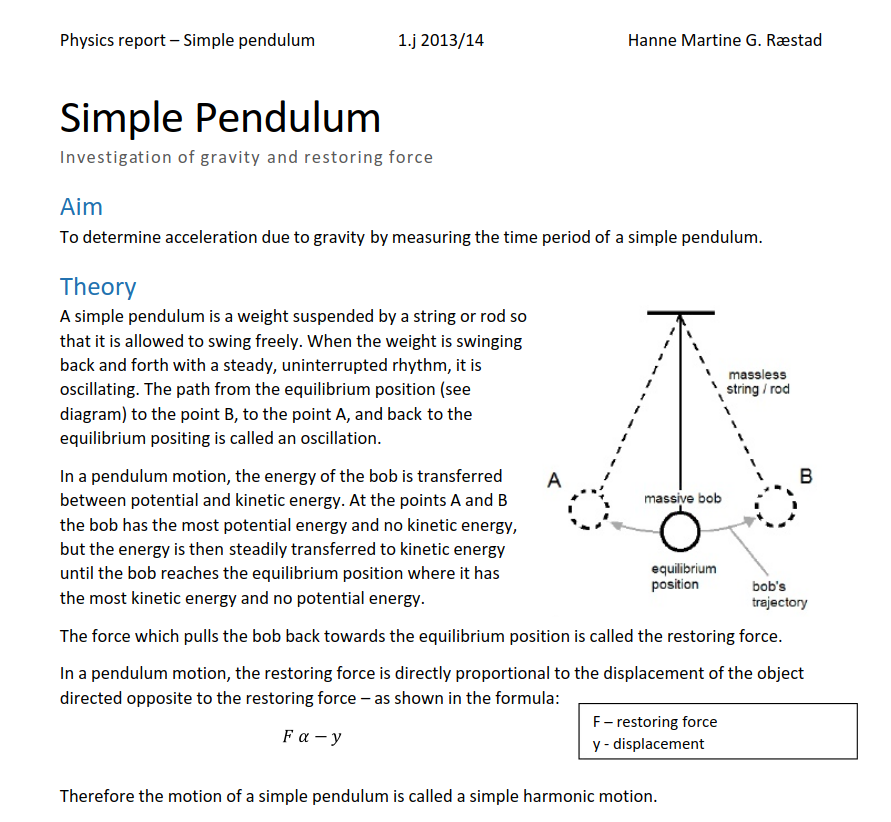 Physics report – Simple pendulum 1.j 2013/14 Hanne Martine G. Ræstad
Simple Pendulum
Investigation of gravity and restoring force
Aim
To determine acceleration due to gravity by measuring the time period of a simple pendulum.
Theory
A simple pendulum is a weight suspended by a string or rod so
that it is allowed to swing freely. When the weight is swinging
back and forth with a steady, uninterrupted rhythm, it is
oscillating. The path from the equilibrium position (see
diagram) to the point B, to the point A, and back to the
equilibrium positing is called an oscillation.
In a pendulum motion, the energy of the bob is transferred
between potential and kinetic energy. At the points A and B
the bob has the most potential energy and no kinetic energy,
but the energy is then steadily transferred to kinetic energy
until the bob reaches the equilibrium position where it has
the most kinetic energy and no potential energy.
massless
string / rod
A
B
massive bob
equilibrium
position
bob's
trajectory
The force which pulls the bob back towards the equilibrium position is called the restoring force.
In a pendulum motion, the restoring force is directly proportional to the displacement of the object
directed opposite to the restoring force – as shown in the formula:
F α − y
F – restoring force
y - displacement
Therefore the motion of a simple pendulum is called a simple harmonic motion.